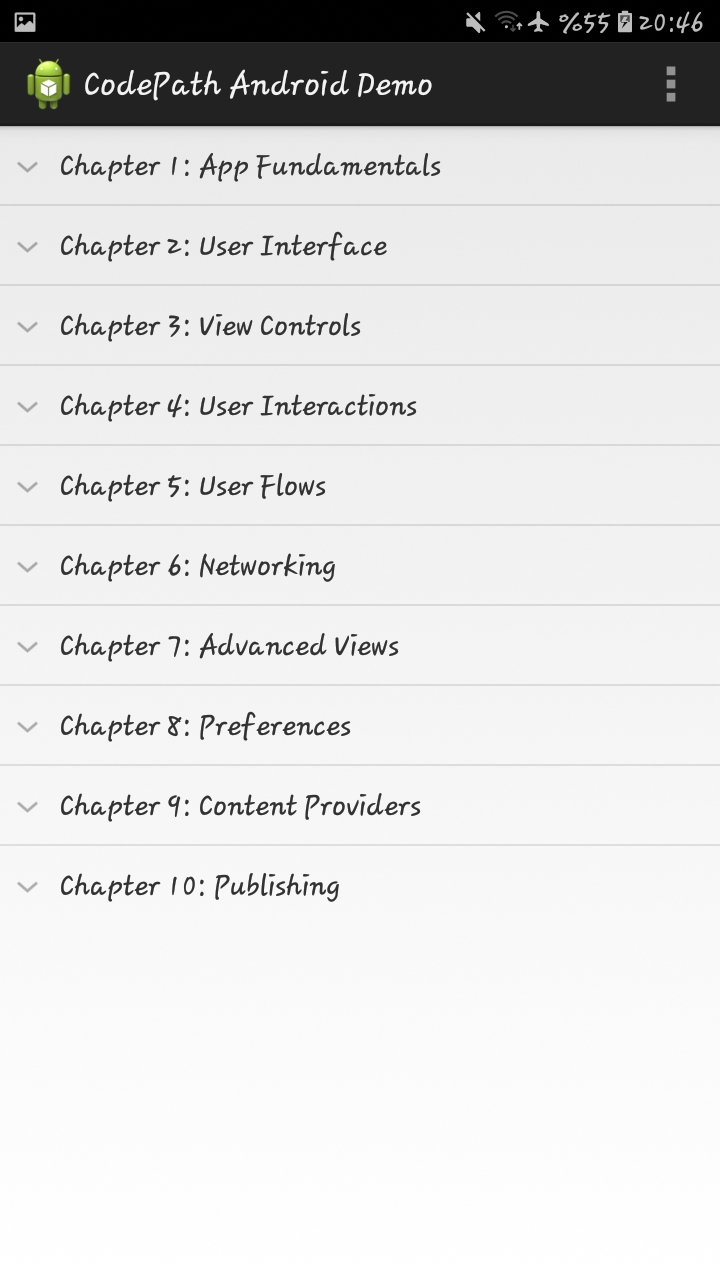 %55 20:46
CodePath Android Demo
Chapter 1: App Fundamentals
Chapter 2: User Interface
Chapter 3: View Controls
Chapter 4: User Interactions
Chapter 5: User Flows
Chapter 6: Networking
Chapter 7: Advanced Views
Chapter 8: Preferences
Chapter 9: Content Providers
Chapter 10: Publishing